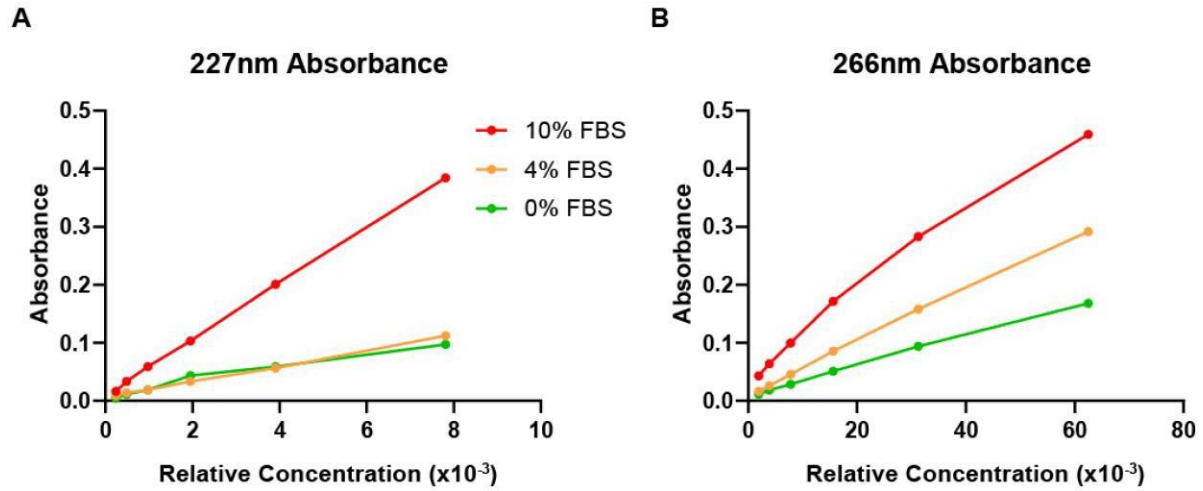 A
227nm Absorbance
0.5
0.4
0.3
0.2
0.1
0.0
Absorbance
0 2 4 6 8 10
Relative Concentration (x10⁻³)
10% FBS
4% FBS
0% FBS
B
266nm Absorbance
0.5
0.4
0.3
0.2
0.1
0.0
Absorbance
0 20 40 60 80
Relative Concentration (x10⁻³)